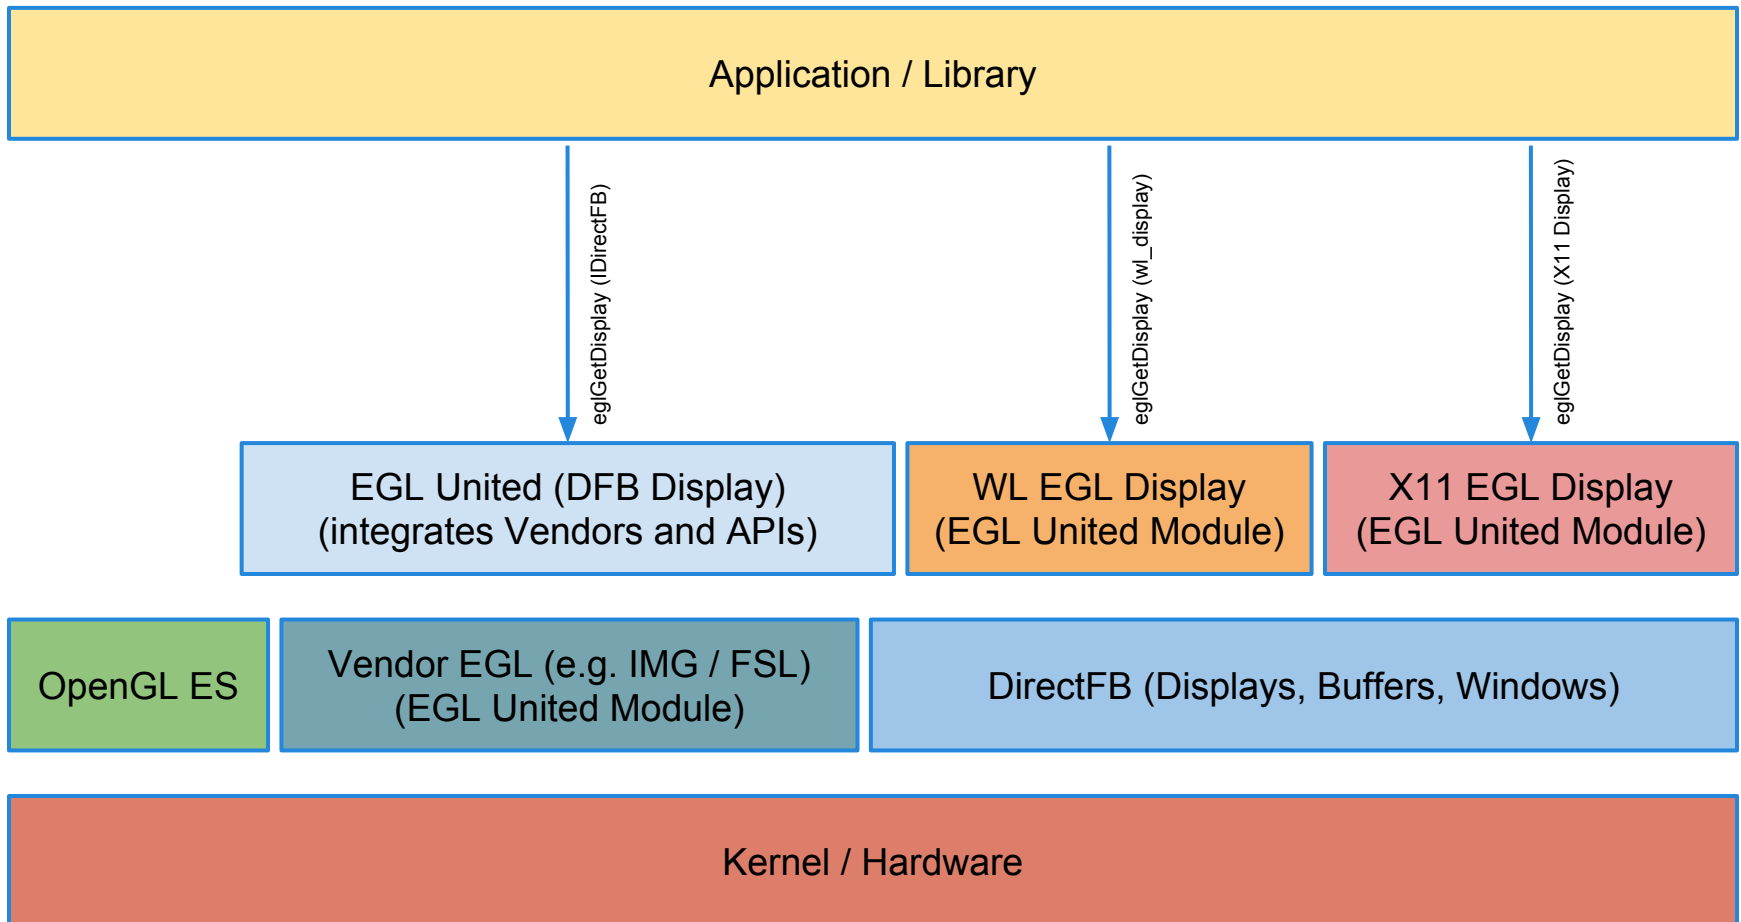 Application / Library
eglGetDisplay (IDirectFB)
eglGetDisplay (wl_display)
eglGetDisplay (X11 Display)
EGL United (DFB Display)
(integrates Vendors and APIs)
WL EGL Display
(EGL United Module)
X11 EGL Display
(EGL United Module)
OpenGL ES
Vendor EGL (e.g. IMG / FSL)
(EGL United Module)
DirectFB (Displays, Buffers, Windows)
Kernel / Hardware